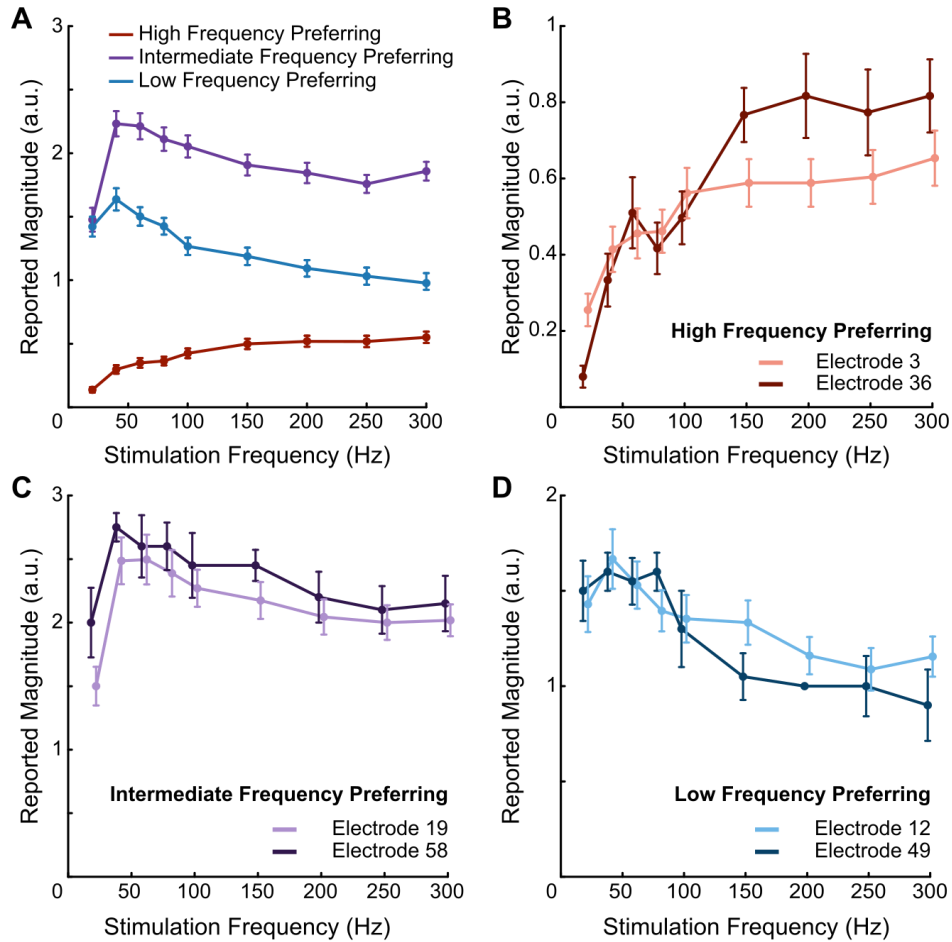 A
3
2
1
0
50
100
150
200
250
300
Reported Magnitude (a.u.)
Stimulation Frequency (Hz)
High Frequency Preferring
Intermediate Frequency Preferring
Low Frequency Preferring
B
1
0.8
0.6
0.4
0.2
0
50
100
150
200
250
300
Reported Magnitude (a.u.)
Stimulation Frequency (Hz)
High Frequency Preferring
Electrode 3
Electrode 36
C
3
2
1
1
0
50
100
150
200
250
300
Reported Magnitude (a.u.)
Stimulation Frequency (Hz)
Intermediate Frequency Preferring
Electrode 19
Electrode 58
D
2
1
0
50
100
150
200
250
300
Reported Magnitude (a.u.)
Stimulation Frequency (Hz)
Low Frequency Preferring
Electrode 12
Electrode 49